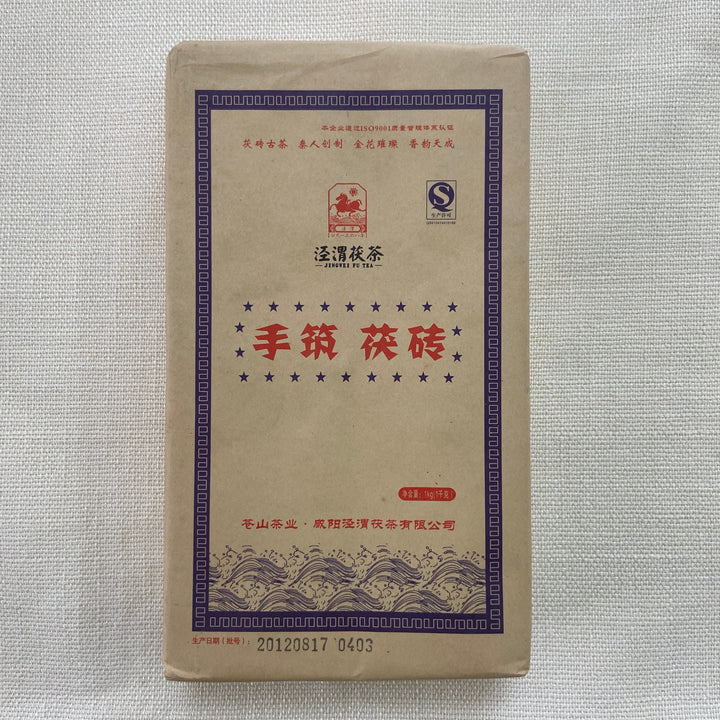 本企业通过ISO9001质量管理体系认证
茯砖古茶 秦人创制 金花璀璨 香韵天成
生产许可
泾渭茯茶
JINGWEI FU TEA
手筑 茯砖
净含量：1kg(1千克)
苍山茶业·咸阳泾渭茯茶有限公司
生产日期（批号）：20120817 0403